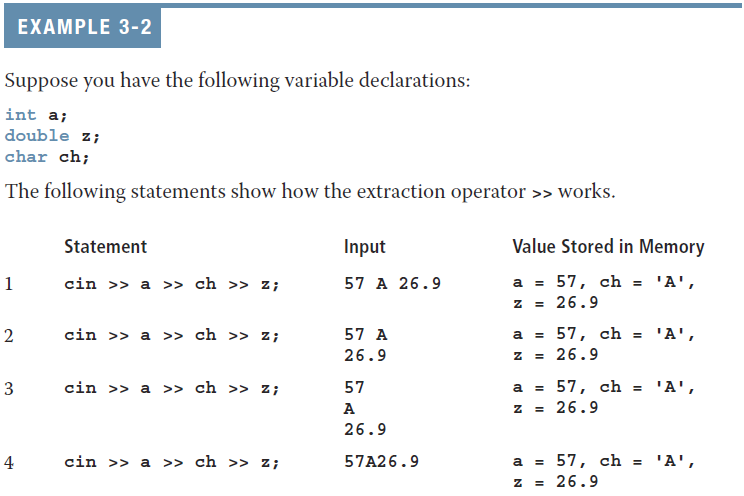 EXAMPLE 3-2
Suppose you have the following variable declarations:
int a;
double z;
char ch;
The following statements show how the extraction operator >> works.
Statement Input Value Stored in Memory
1 cin >> a >> ch >> z; 57 A 26.9 a = 57, ch = 'A',
z = 26.9
2 cin >> a >> ch >> z; 57 A a = 57, ch = 'A',
26.9 z = 26.9
3 cin >> a >> ch >> z; 57 a = 57, ch = 'A',
A z = 26.9
26.9
4 cin >> a >> ch >> z; 57A26.9 a = 57, ch = 'A',
z = 26.9